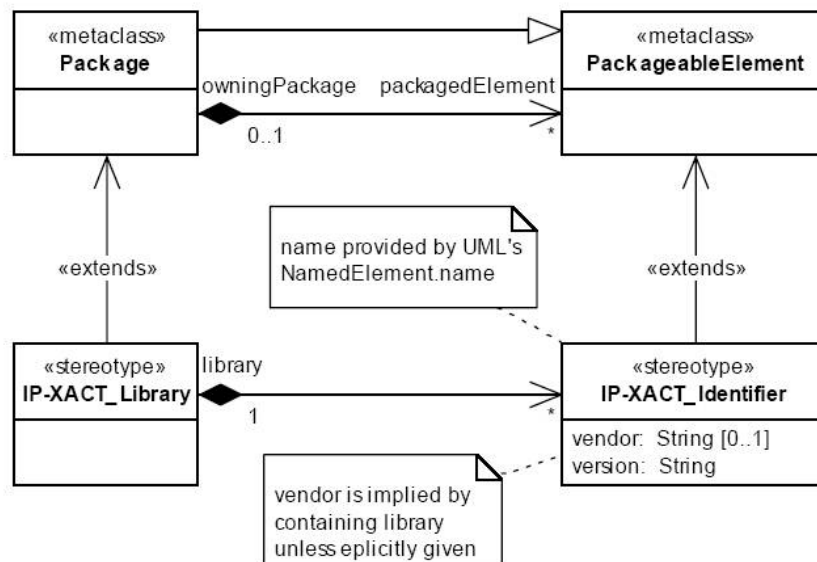 «metaclass»
Package
«metaclass»
PackageableElement
owningPackage
packagedElement
0..1
*
name provided by UML's
NamedElement.name
«extends»
«extends»
«stereotype»
IP-XACT_Library
library
1
*
«stereotype»
IP-XACT_Identifier
vendor: String [0..1]
version: String
vendor is implied by
containing library
unless eplicitly given